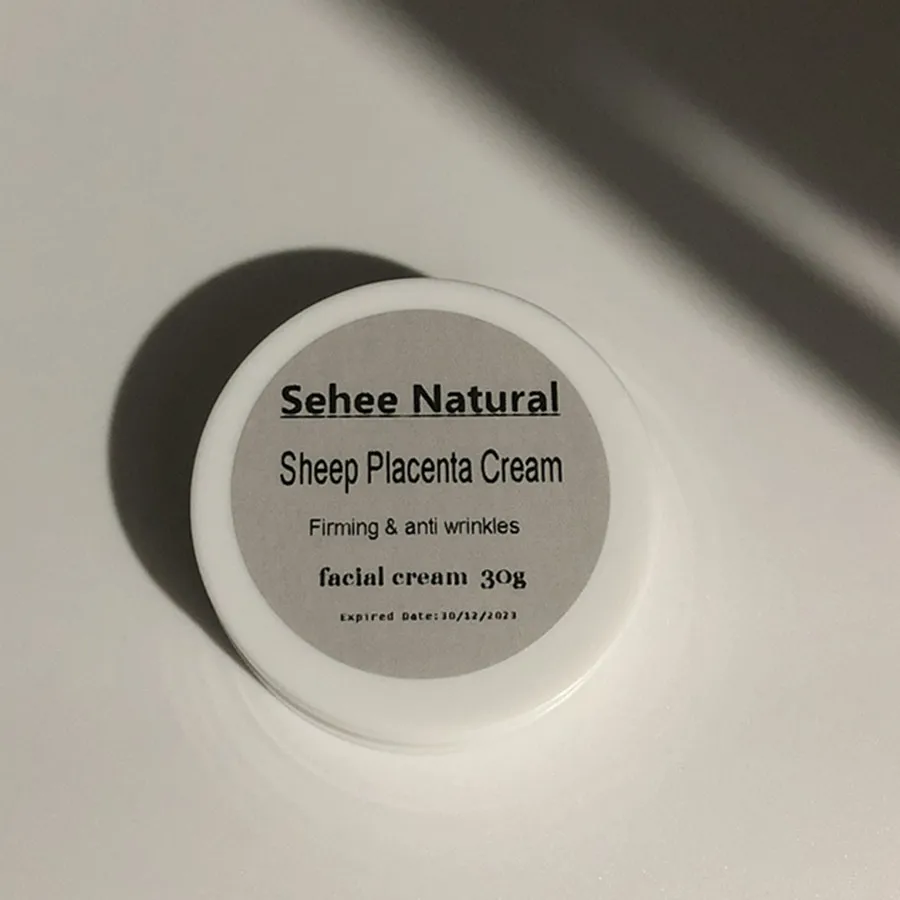 Sehee Natural
Sheep Placenta Cream
Firming & anti wrinkles
facial cream 30g
Expired Date:30/12/2023